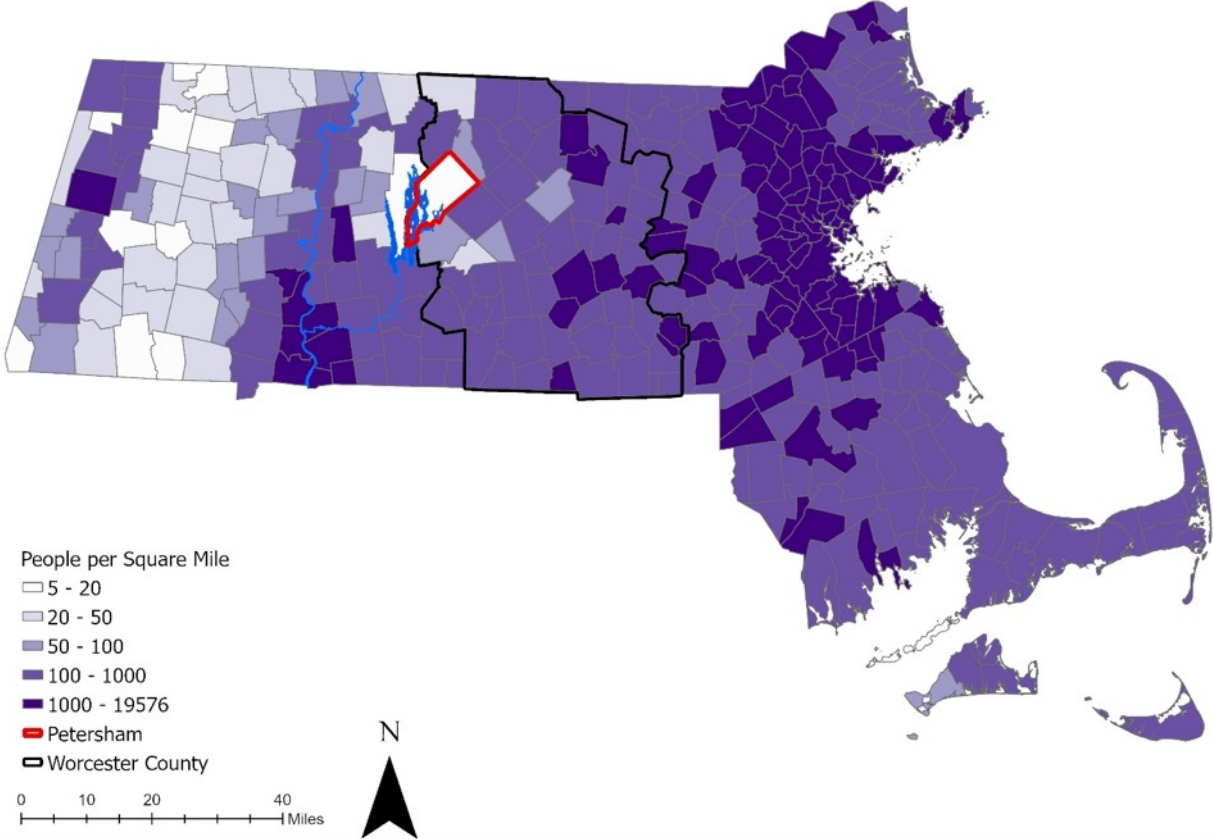 People per Square Mile
5 - 20
20 - 50
50 - 100
100 - 1000
1000 - 19576
Petersham
Worcester County
0 10 20 40
Miles
N